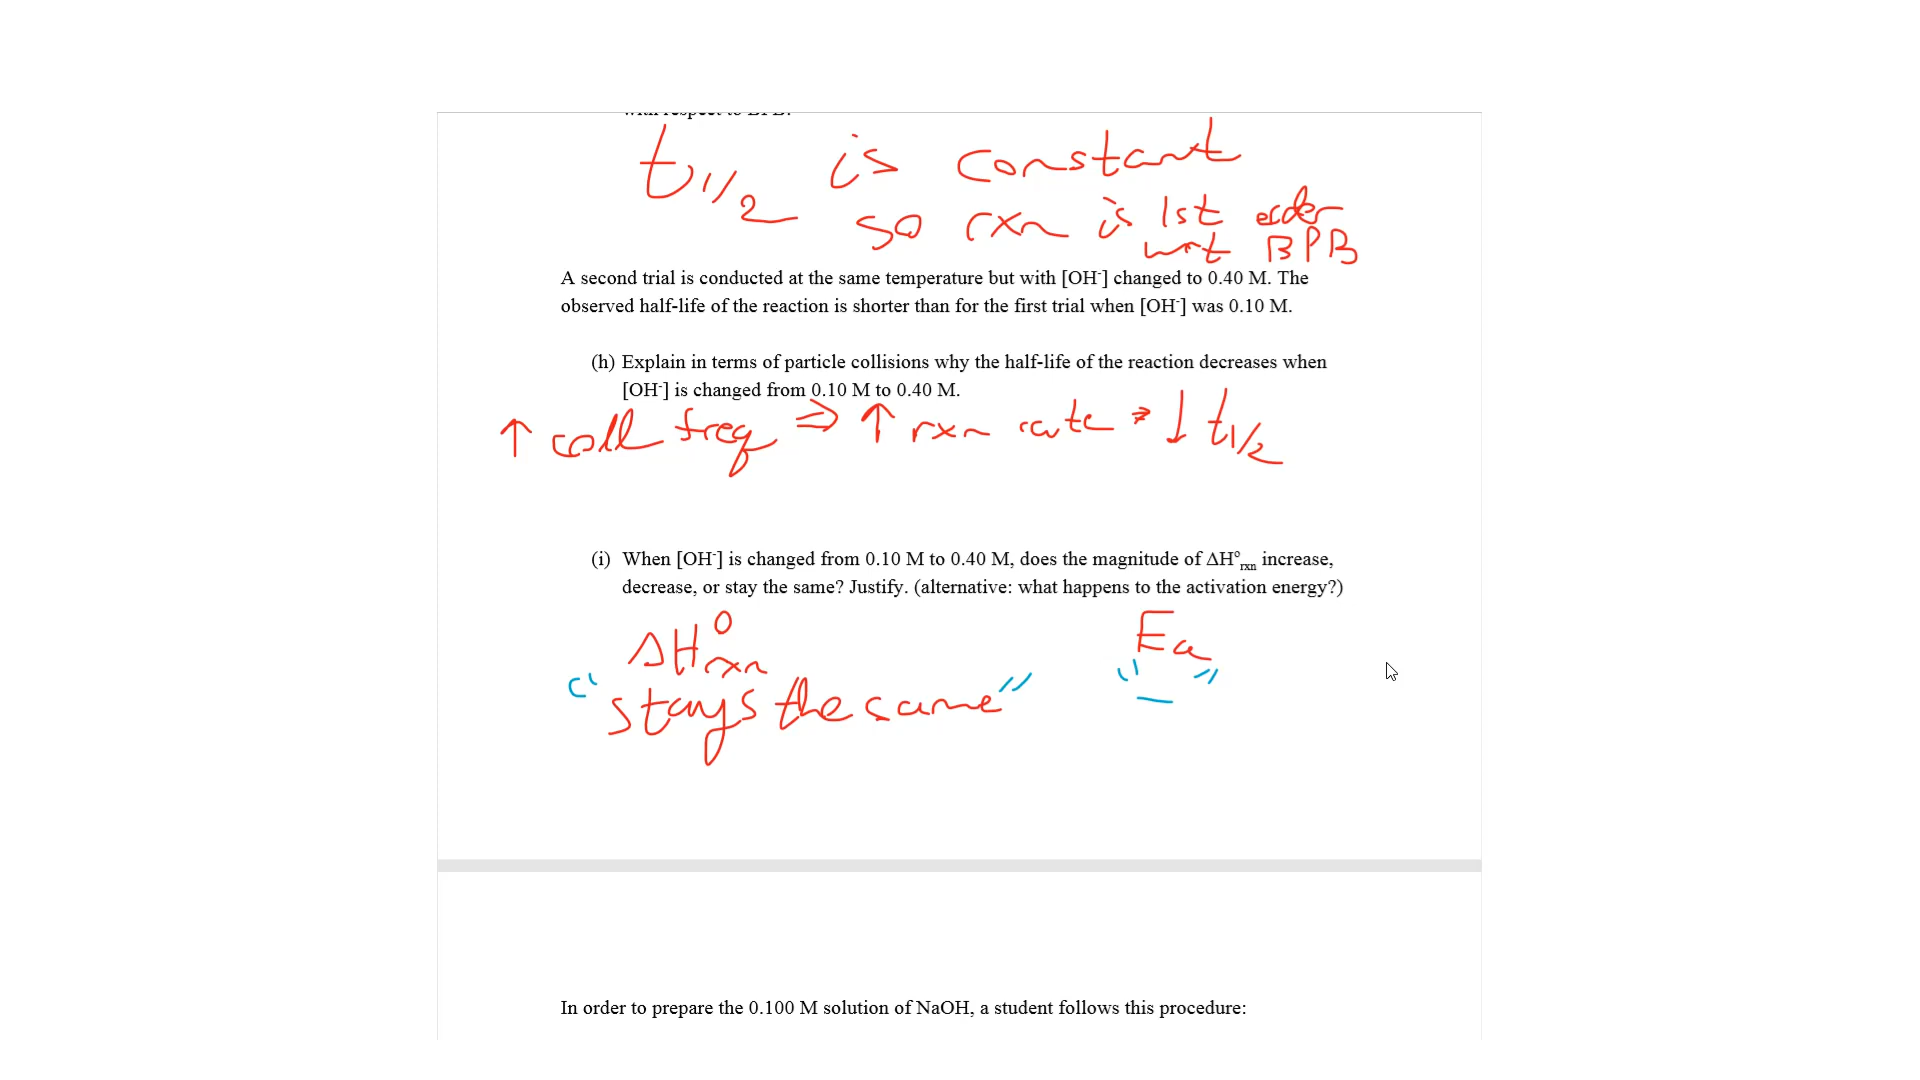 t1/2 is constant
so rxn is 1st order
wrt BPB
A second trial is conducted at the same temperature but with [OH⁻] changed to 0.40 M. The
observed half-life of the reaction is shorter than for the first trial when [OH⁻] was 0.10 M.
(h) Explain in terms of particle collisions why the half-life of the reaction decreases when
[OH⁻] is changed from 0.10 M to 0.40 M.
↑ coll freq ⇒ ↑ rxn rate → ↓ t1/2
(i) When [OH⁻] is changed from 0.10 M to 0.40 M, does the magnitude of ΔH°rxn increase,
decrease, or stay the same? Justify. (alternative: what happens to the activation energy?)
ΔH°rxn Ea
"stays the same" " — "
In order to prepare the 0.100 M solution of NaOH, a student follows this procedure: